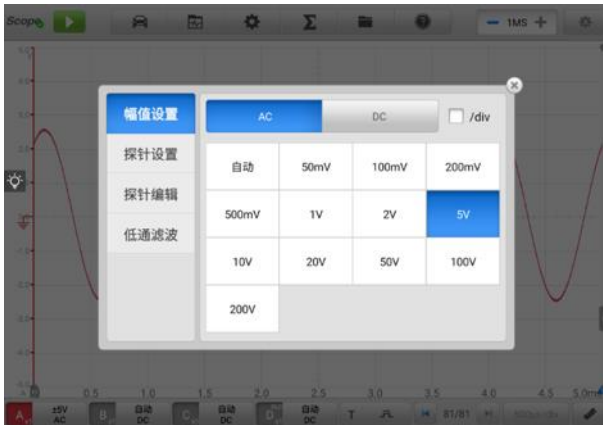 Scope
1MS
幅值设置
AC
DC
/div
探针设置
自动
50mV
100mV
200mV
探针编辑
500mV
1V
2V
5V
低通滤波
10V
20V
50V
100V
200V
0.5
1.0
1.5
2.0
2.5
3.0
3.5
4.0
4.5
A
±5V
AC
B
自动
DC
C
自动
DC
D
自动
DC
T
81/81